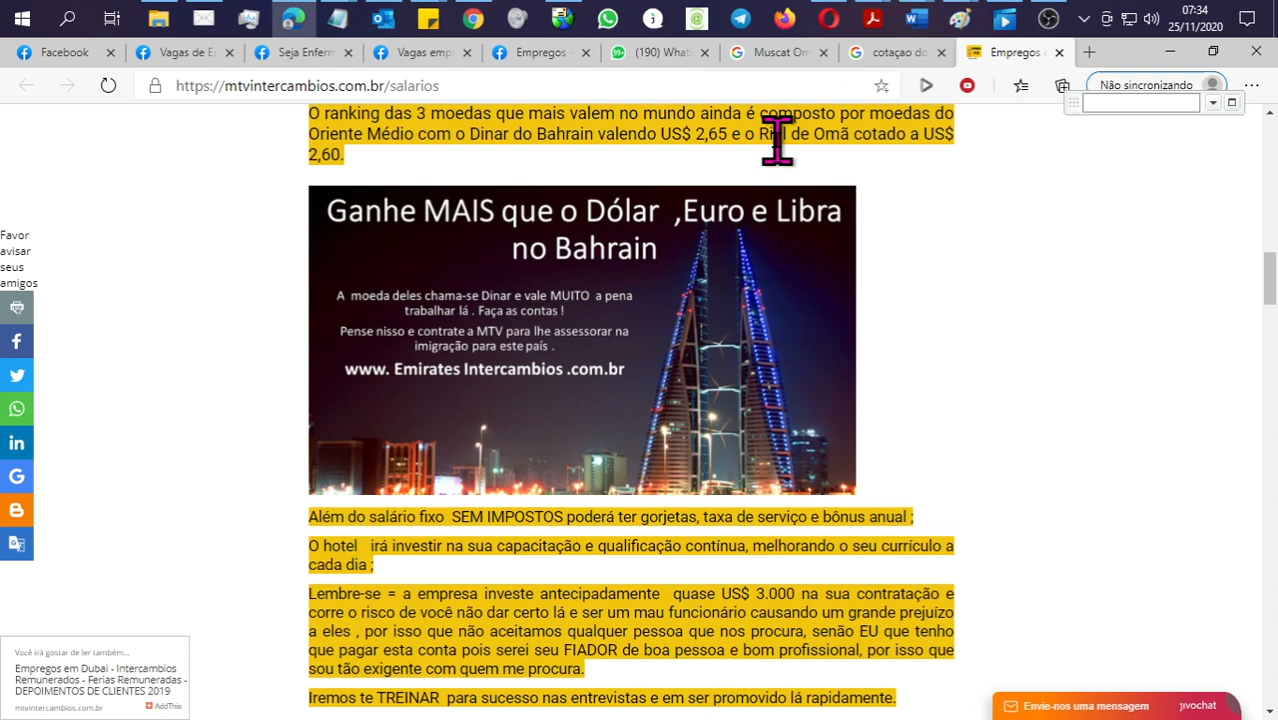 07:34
25/11/2020
Facebook
Vagas de E
Seja Enferm
Vagas emp
Empregos -
(190) What
Muscat Om
cotaçao do
Empregos e
https://mtvintercambios.com.br/salarios
Não sincronizando
O ranking das 3 moedas que mais valem no mundo ainda é composto por moedas do
Oriente Médio com o Dinar do Bahrain valendo US$ 2,65 e o Rial de Omã cotado a US$
2,60.
Ganhe MAIS que o Dólar ,Euro e Libra
no Bahrain
A moeda deles chama-se Dinar e vale MUITO a pena
trabalhar lá . Faça as contas !
Pense nisso e contrate a MTV para lhe assessorar na
imigração para este país .
www. Emirates Intercambios .com.br
Favor
avisar
seus
amigos
Além do salário fixo SEM IMPOSTOS poderá ter gorjetas, taxa de serviço e bônus anual ;
O hotel irá investir na sua capacitação e qualificação contínua, melhorando o seu currículo a
cada dia ;
Lembre-se = a empresa investe antecipadamente quase US$ 3.000 na sua contratação e
corre o risco de você não dar certo lá e ser um mau funcionário causando um grande prejuízo
a eles , por isso que não aceitamos qualquer pessoa que nos procura, senão EU que tenho
que pagar esta conta pois serei seu FIADOR de boa pessoa e bom profissional, por isso que
sou tão exigente com quem me procura.
Iremos te TREINAR para sucesso nas entrevistas e em ser promovido lá rapidamente.
Você irá gostar de ler também...
Empregos em Dubai - Intercambios
Remunerados - Ferias Remuneradas -
DEPOIMENTOS DE CLIENTES 2019
mtvintercambios.com.br
AddThis
Envie-nos uma mensagem
jivochat